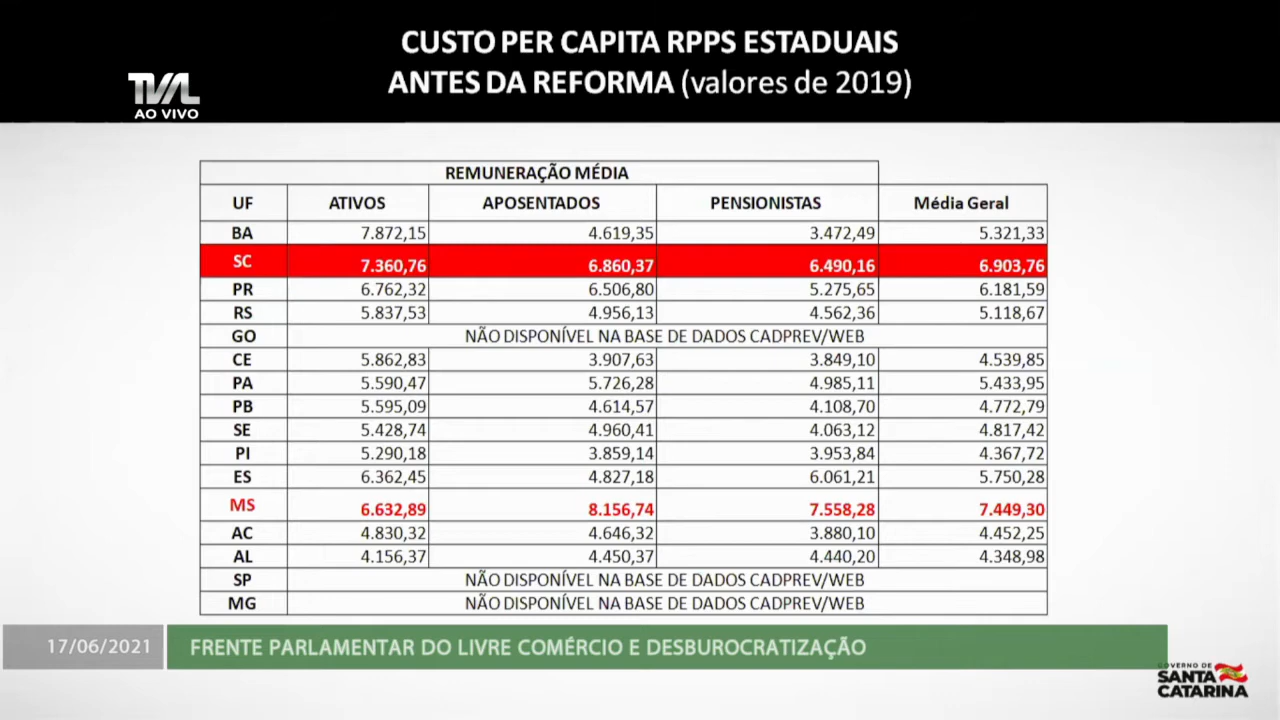 CUSTO PER CAPITA RPPS ESTADUAIS
ANTES DA REFORMA (valores de 2019)
TVAL
AO VIVO
REMUNERAÇÃO MÉDIA
UF ATIVOS APOSENTADOS PENSIONISTAS Média Geral
BA 7.872,15 4.619,35 3.472,49 5.321,33
SC 7.360,76 6.860,37 6.490,16 6.903,76
PR 6.762,32 6.506,80 5.275,65 6.181,59
RS 5.837,53 4.956,13 4.562,36 5.118,67
GO NÃO DISPONÍVEL NA BASE DE DADOS CADPREV/WEB
CE 5.862,83 3.907,63 3.849,10 4.539,85
PA 5.590,47 5.726,28 4.985,11 5.433,95
PB 5.595,09 4.614,57 4.108,70 4.772,79
SE 5.428,74 4.960,41 4.063,12 4.817,42
PI 5.290,18 3.859,14 3.953,84 4.367,72
ES 6.362,45 4.827,18 6.061,21 5.750,28
MS 6.632,89 8.156,74 7.558,28 7.449,30
AC 4.830,32 4.646,32 3.880,10 4.452,25
AL 4.156,37 4.450,37 4.440,20 4.348,98
SP NÃO DISPONÍVEL NA BASE DE DADOS CADPREV/WEB
MG NÃO DISPONÍVEL NA BASE DE DADOS CADPREV/WEB
17/06/2021 FRENTE PARLAMENTAR DO LIVRE COMÉRCIO E DESBUROCRATIZAÇÃO
GOVERNO DE
SANTA
CATARINA